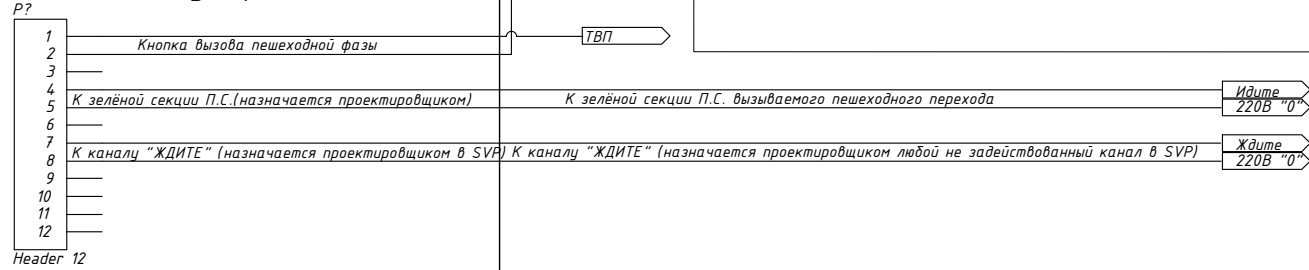 P?
1
ТВП
Кнопка вызова пешеходной фазы
2
3
4
Идите
К зелёной секции П.С.(назначается проектировщиком) К зелёной секции П.С. вызываемого пешеходного перехода
5
220В "0"
6
7
Ждите
К каналу "ЖДИТЕ" (назначается проектировщиком в SVP) К каналу "ЖДИТЕ" (назначается проектировщиком любой не задействованный канал в SVP)
8
220В "0"
9
10
11
12
Header 12